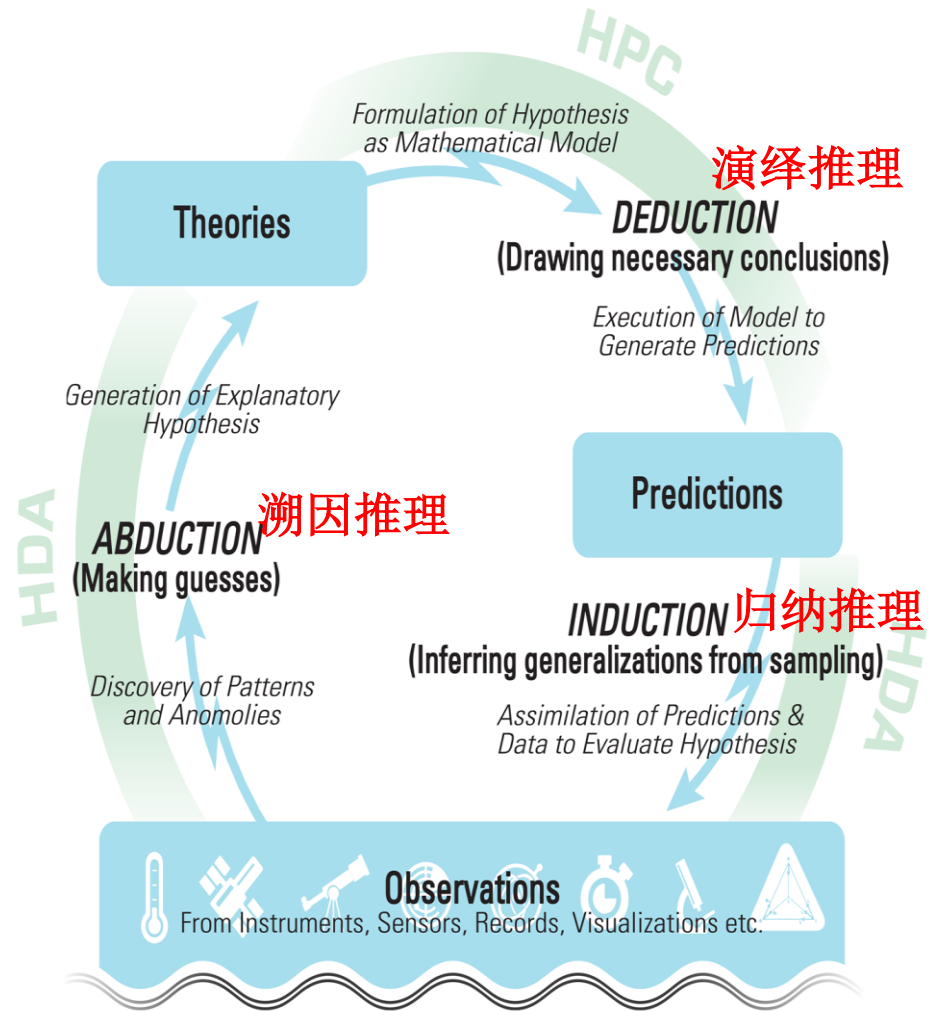 HPC
Formulation of Hypothesis
as Mathematical Model
演绎推理
Theories
DEDUCTION
(Drawing necessary conclusions)
Execution of Model to
Generate Predictions
Generation of Explanatory
Hypothesis
Predictions
HDA
溯因推理
ABDUCTION
(Making guesses)
归纳推理
INDUCTION
(Inferring generalizations from sampling)
HDA
Discovery of Patterns
and Anomolies
Assimilation of Predictions &
Data to Evaluate Hypothesis
Observations
From Instruments, Sensors, Records, Visualizations etc.